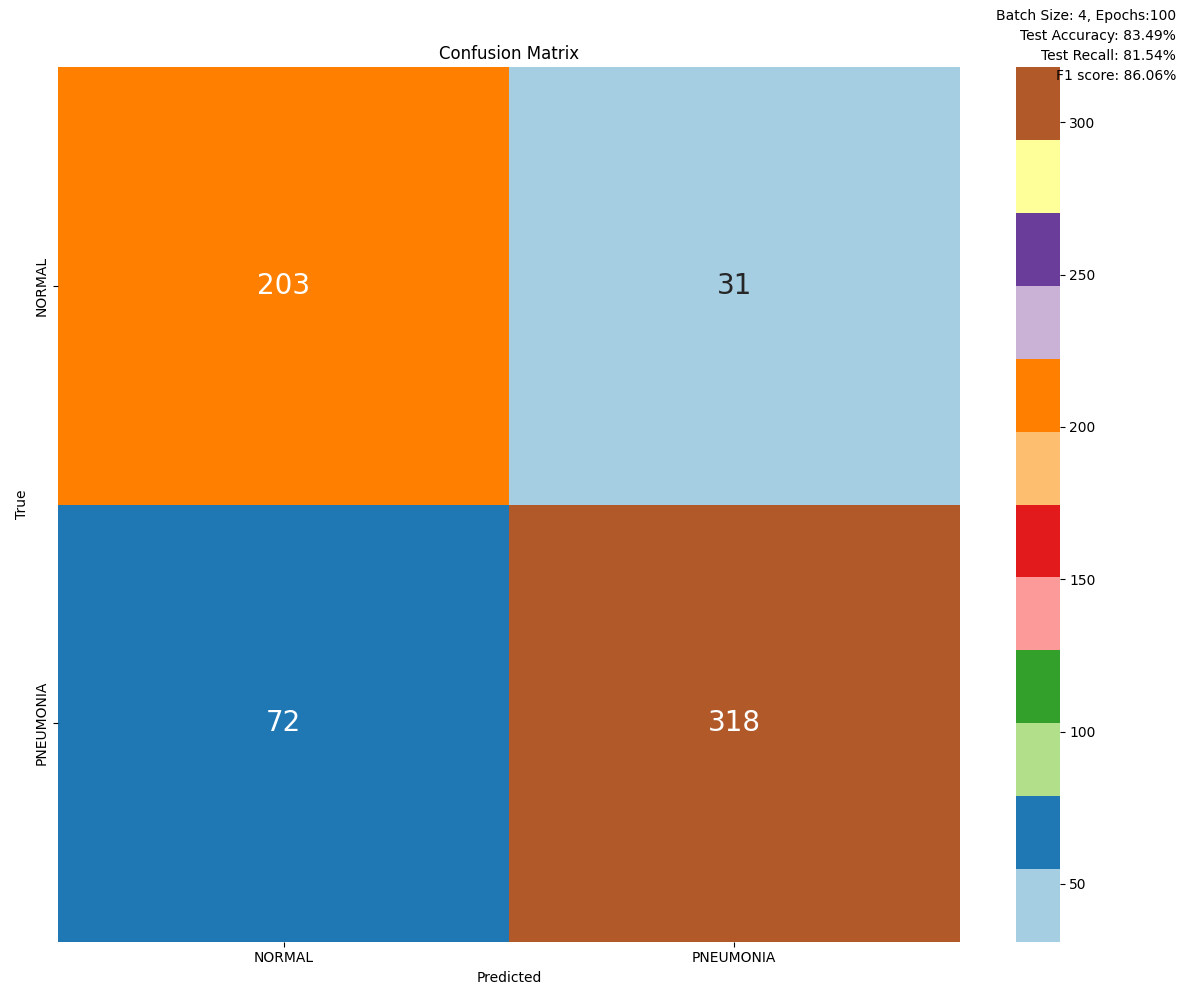 Batch Size: 4, Epochs:100
Test Accuracy: 83.49%
Test Recall: 81.54%
F1 score: 86.06%
Confusion Matrix
True
NORMAL
203
31
PNEUMONIA
72
318
NORMAL
PNEUMONIA
Predicted
300
250
200
150
100
50